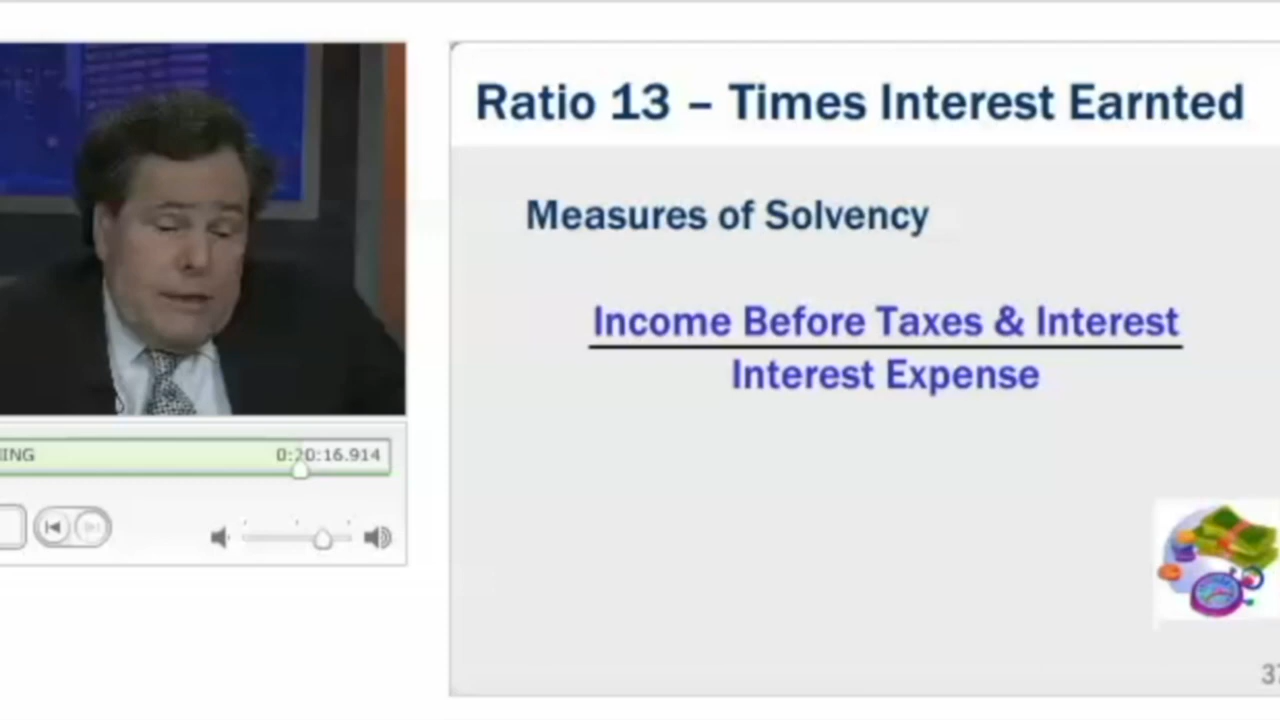 Ratio 13 – Times Interest Earnted
Measures of Solvency
Income Before Taxes & Interest
Interest Expense
ING
0:20:16.914
37